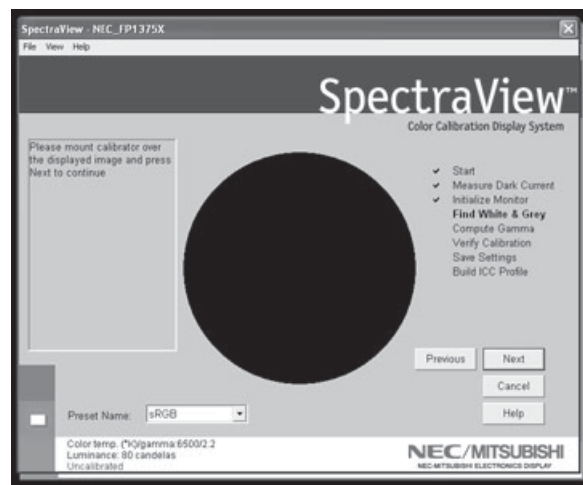 SpectraView - NEC_FP1375X
File View Help
SpectraView™
Color Calibration Display System
Please mount calibrator over
the displayed image and press
Next to continue
Start
Measure Dark Current
Initialize Monitor
Find White & Grey
Compute Gamma
Verify Calibration
Save Settings
Build ICC Profile
Previous
Next
Cancel
Help
Preset Name: sRGB
Color temp. (°K)/gamma:6500/2.2
Luminance: 80 candelas
Uncalibrated
NEC/MITSUBISHI
NEC-MITSUBISHI ELECTRONICS DISPLAY